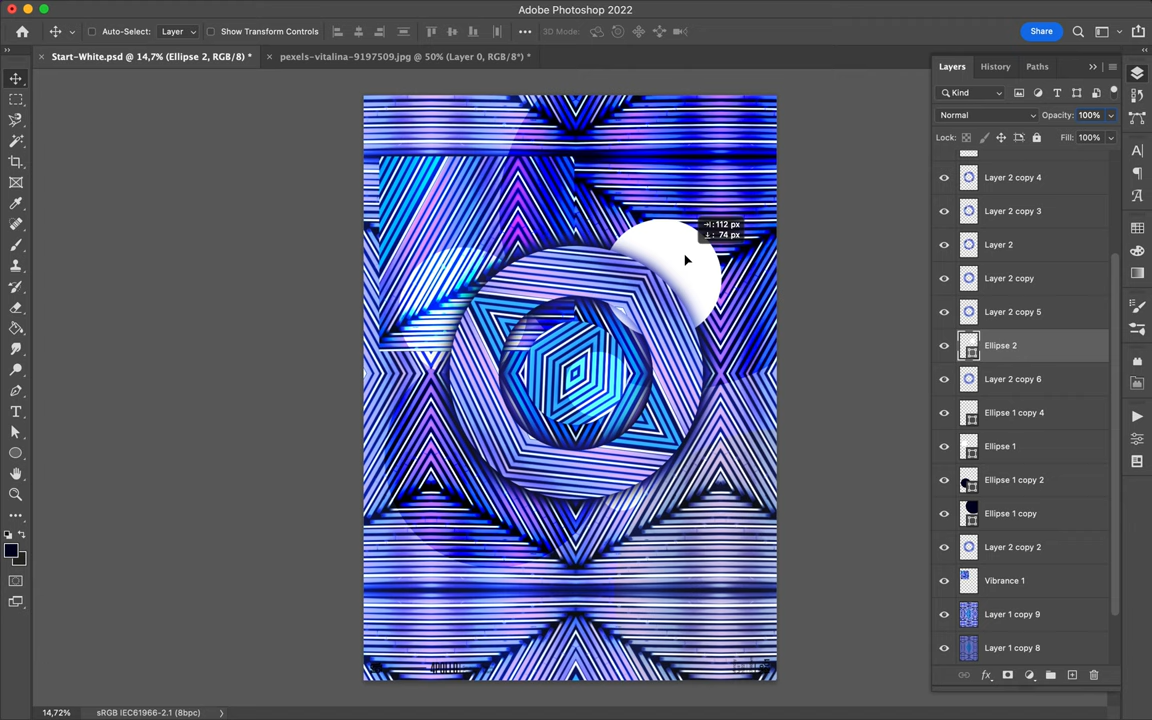 Adobe Photoshop 2022
Auto-Select: Layer Show Transform Controls 3D Mode: Share
Start-White.psd @ 14,7% (Ellipse 2, RGB/8) * pexels-vitalina-9197509.jpg @ 50% (Layer 0, RGB/8) *
Layers History Paths
Kind
Normal Opacity: 100%
Lock: Fill: 100%
Layer 2 copy 4
Layer 2 copy 3
Layer 2
Layer 2 copy
Layer 2 copy 5
Ellipse 2
Layer 2 copy 6
Ellipse 1 copy 4
Ellipse 1
Ellipse 1 copy 2
Ellipse 1 copy
Layer 2 copy 2
Vibrance 1
Layer 1 copy 9
Layer 1 copy 8
: 112 px
: 74 px
14,72% sRGB IEC61966-2.1 (8bpc)